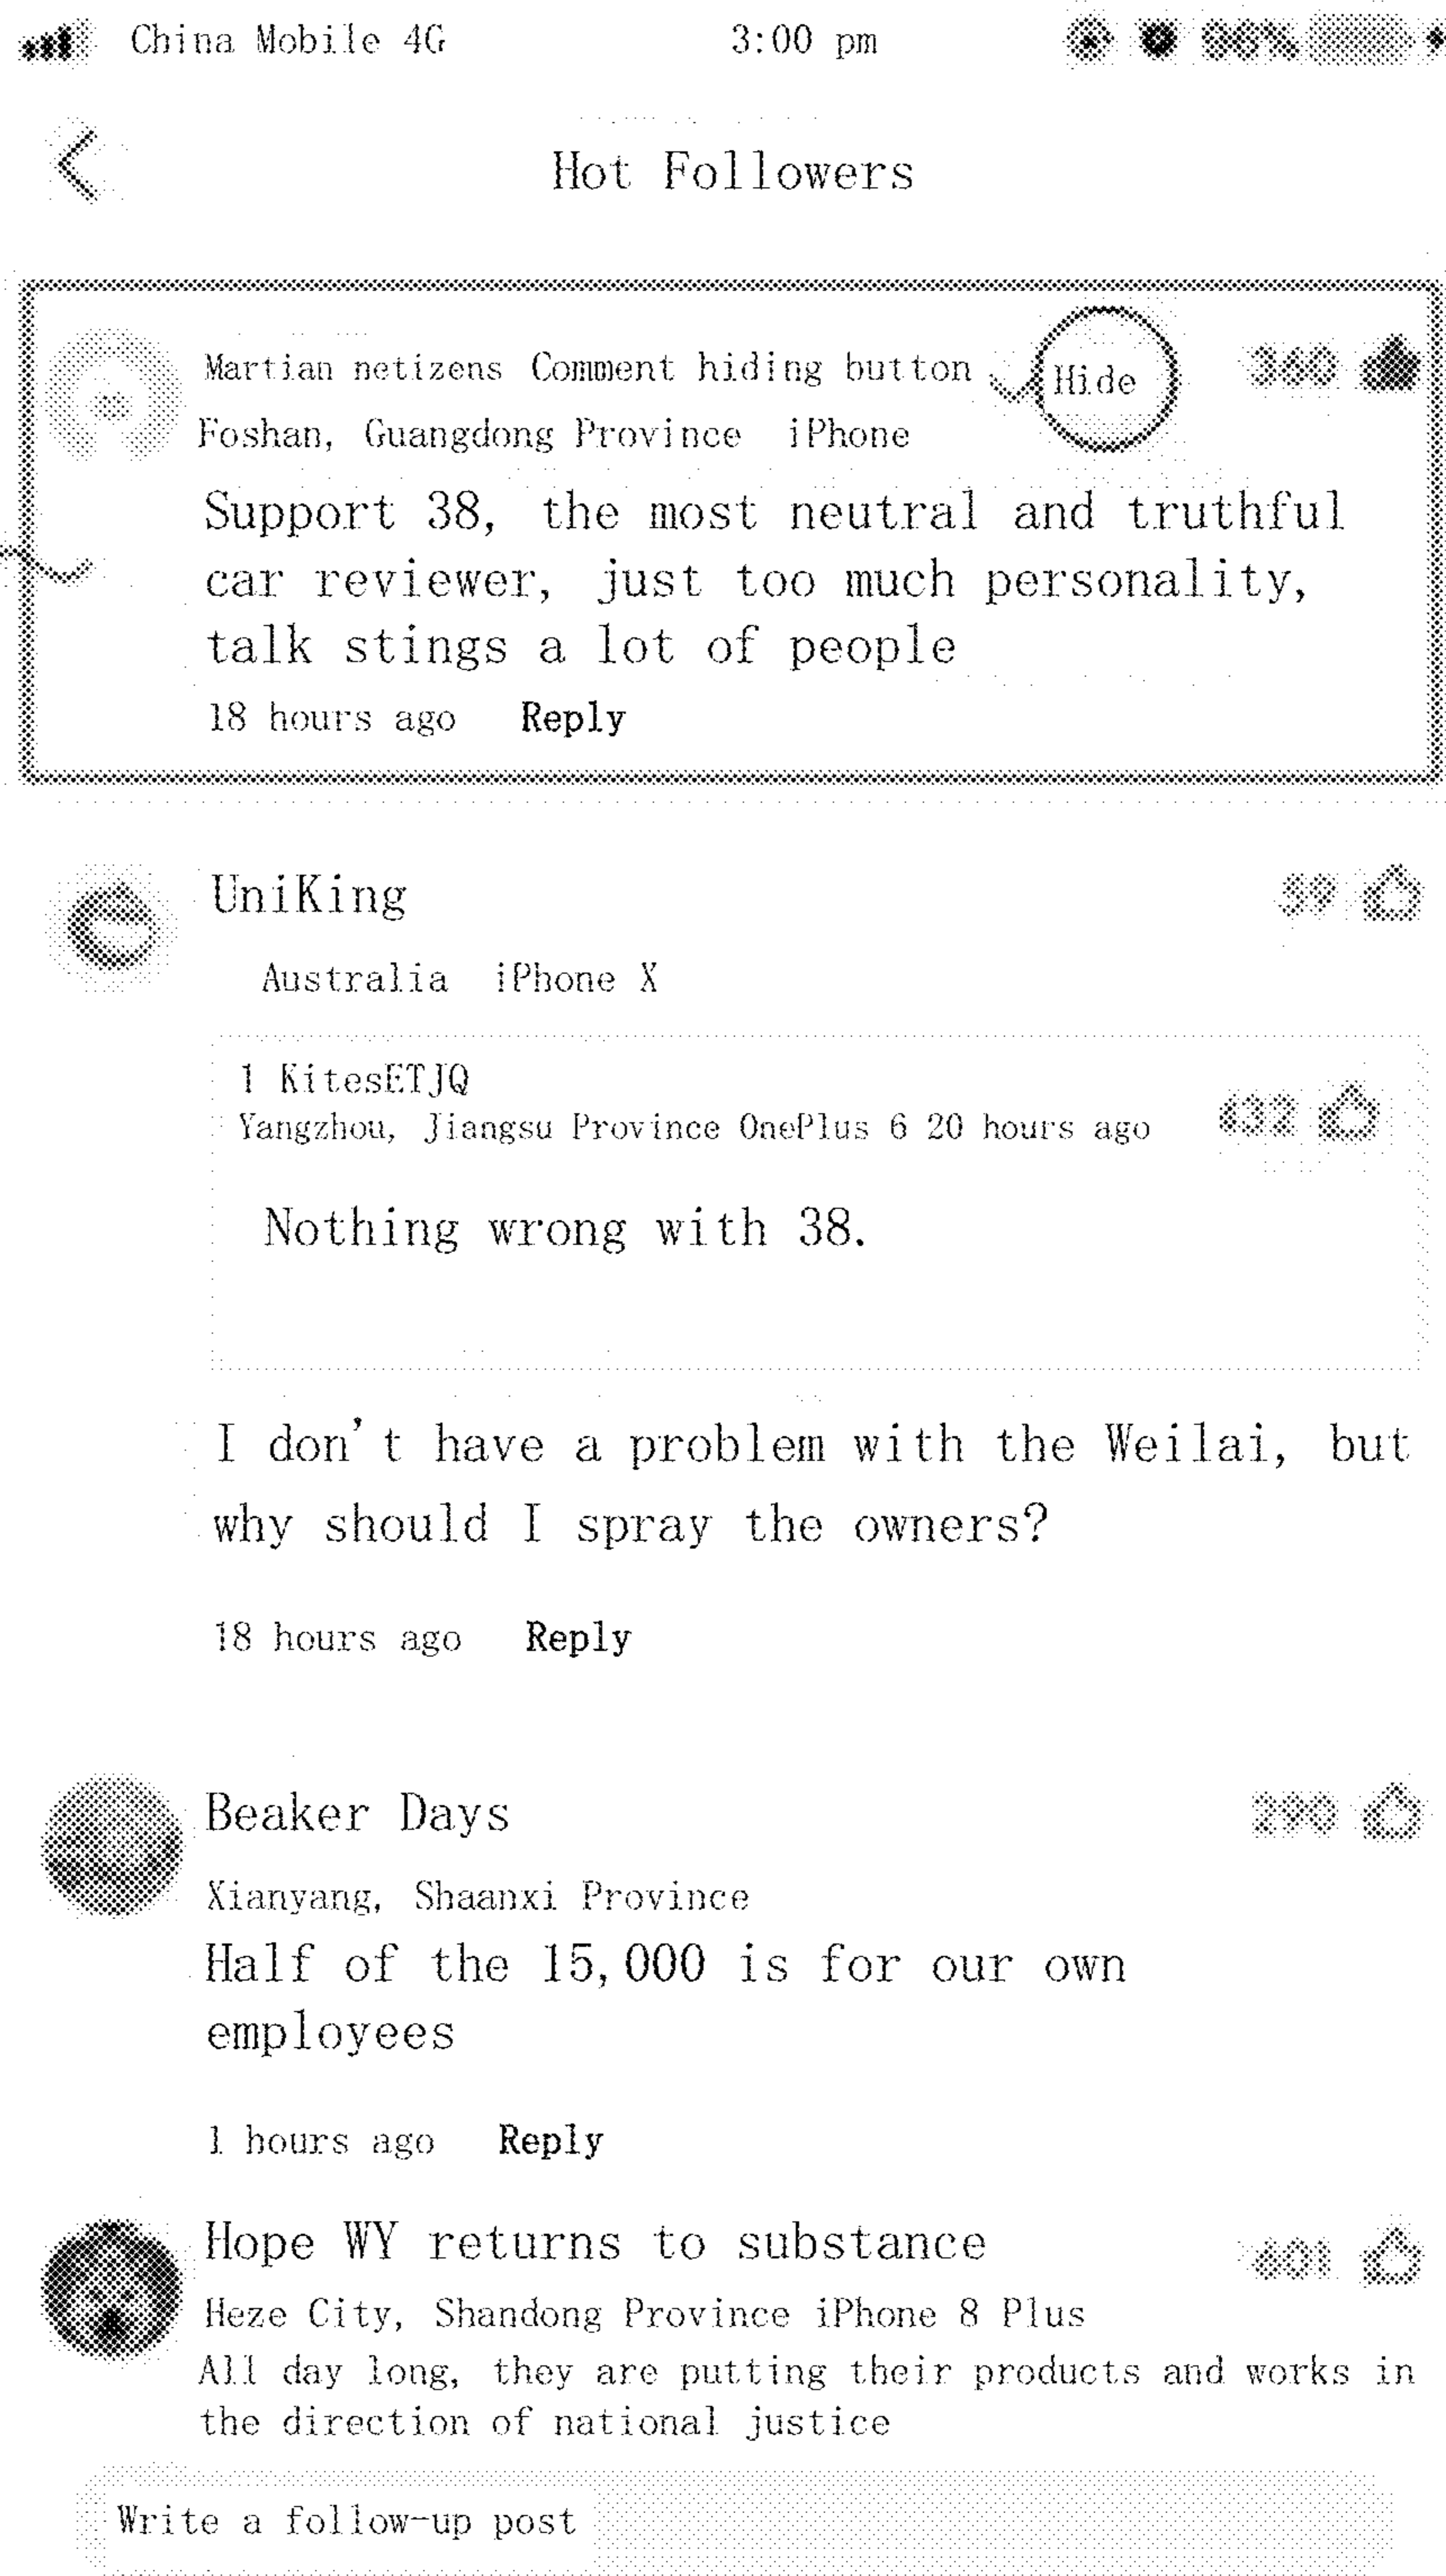 China Mobile 4G 3:00 pm 86%
Hot Followers
Martian netizens Comment hiding button Hide 360
Foshan, Guangdong Province iPhone
Support 38, the most neutral and truthful
car reviewer, just too much personality,
talk stings a lot of people
18 hours ago Reply
UniKing 59
Australia iPhone X
1 KitesETJQ
Yangzhou, Jiangsu Province OnePlus 6 20 hours ago 632
Nothing wrong with 38.
I don't have a problem with the Weilai, but
why should I spray the owners?
18 hours ago Reply
Beaker Days 290
Xianyang, Shaanxi Province
Half of the 15,000 is for our own
employees
1 hours ago Reply
Hope WY returns to substance 601
Heze City, Shandong Province iPhone 8 Plus
All day long, they are putting their products and works in
the direction of national justice
Write a follow-up post